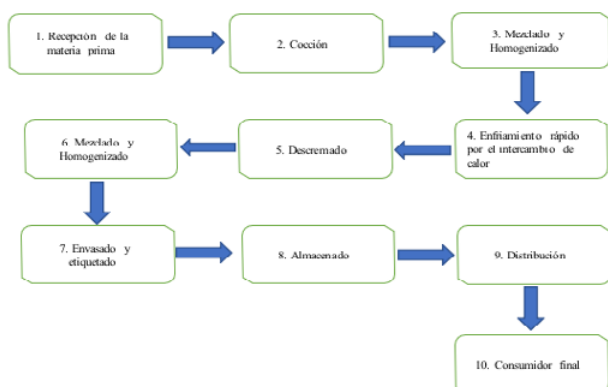 1. Recepción de la
materia prima
2. Cocción
3. Mezclado y
Homogenizado
4. Enfriamiento rápido
por el intercambio de
calor
5. Descremado
6. Mezclado y
Homogenizado
7. Envasado y
etiquetado
8. Almacenado
9. Distribución
10. Consumidor final